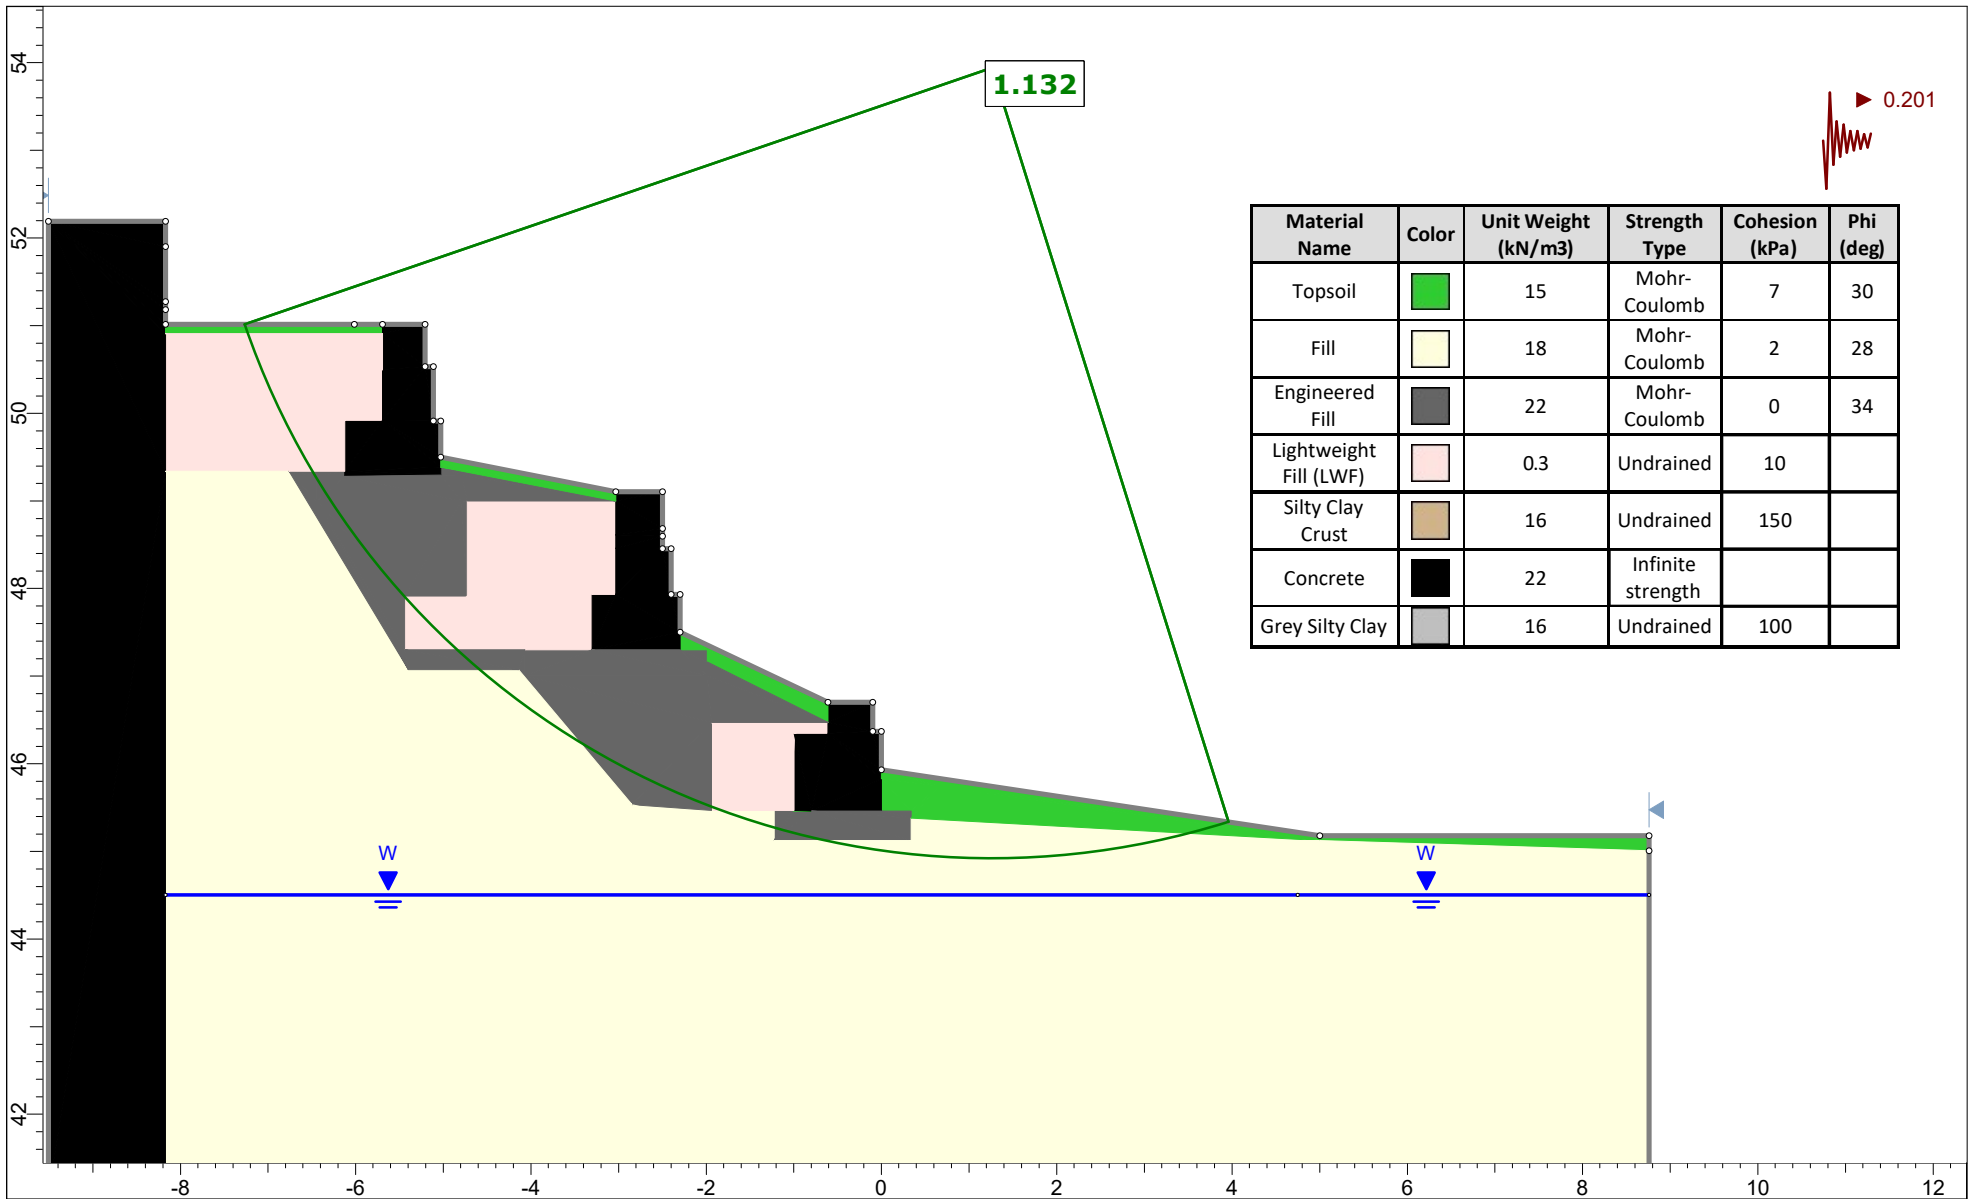 54
52
50
48
46
44
42
1.132
0.201
Material Name Color Unit Weight (kN/m3) Strength Type Cohesion (kPa) Phi (deg)
Topsoil 15 Mohr-Coulomb 7 30
Fill 18 Mohr-Coulomb 2 28
Engineered Fill 22 Mohr-Coulomb 0 34
Lightweight Fill (LWF) 0.3 Undrained 10
Silty Clay Crust 16 Undrained 150
Concrete 22 Infinite strength
Grey Silty Clay 16 Undrained 100
W
W
-8 -6 -4 -2 0 2 4 6 8 10 12